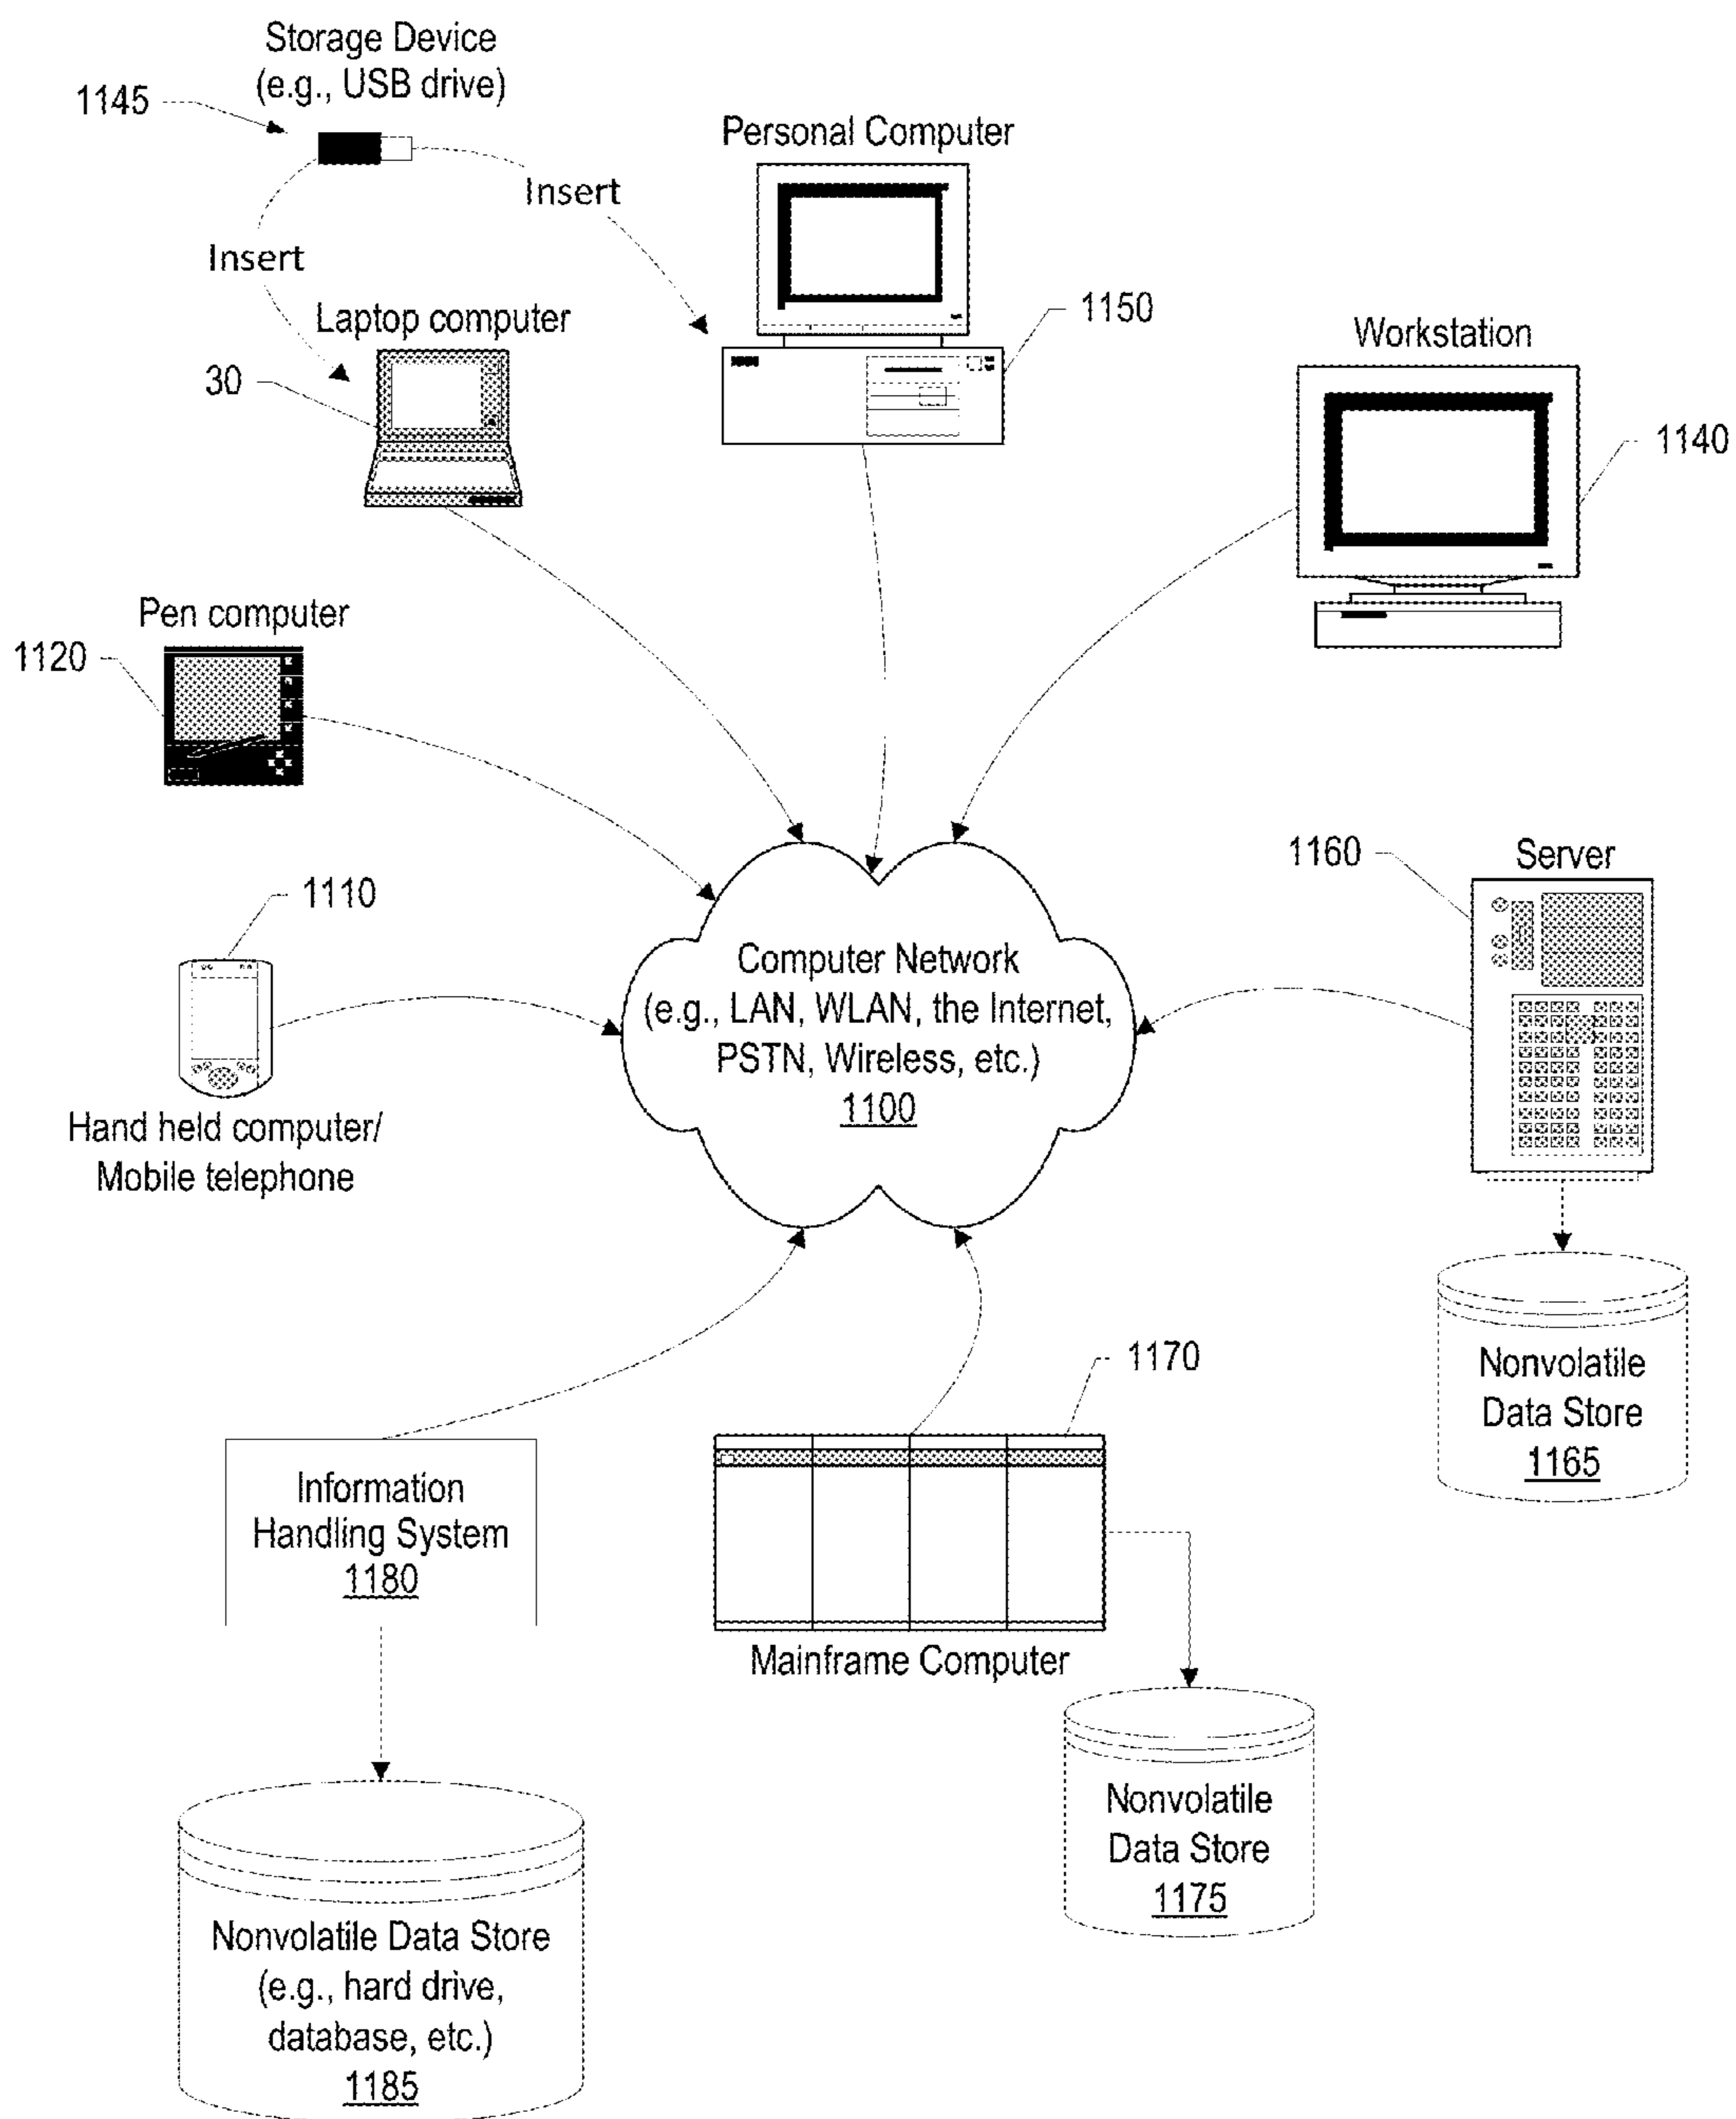 Storage Device
(e.g., USB drive)
1145
Insert
Insert
Personal Computer
1150
Laptop computer
30
Workstation
1140
Pen computer
1120
1110
Hand held computer/
Mobile telephone
Computer Network
(e.g., LAN, WLAN, the Internet,
PSTN, Wireless, etc.)
1100
1160
Server
Nonvolatile
Data Store
1165
1170
Mainframe Computer
Information
Handling System
1180
Nonvolatile
Data Store
1175
Nonvolatile Data Store
(e.g., hard drive,
database, etc.)
1185